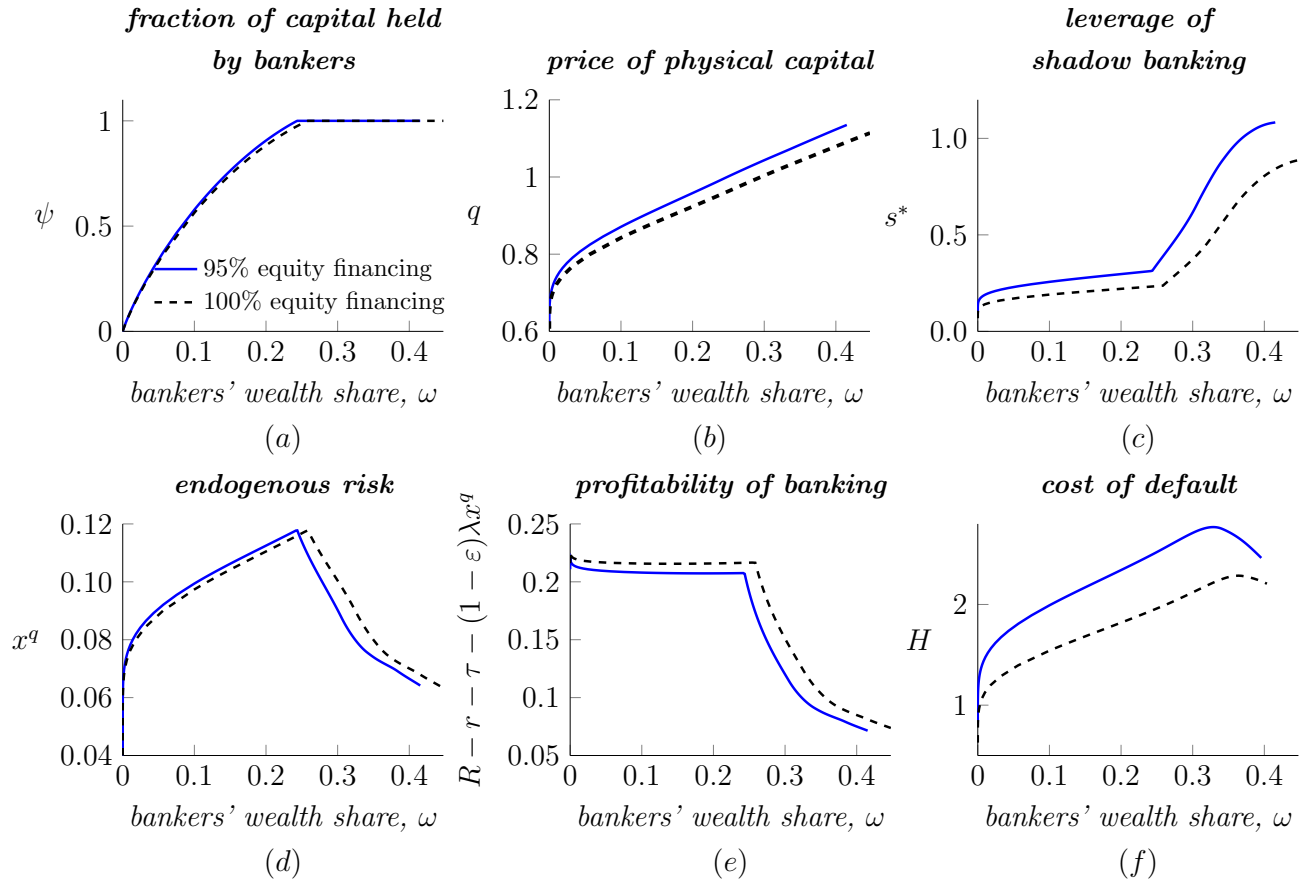 fraction of capital held
by bankers
1
ψ
0.5
95% equity financing
100% equity financing
0
0 0.1 0.2 0.3 0.4
bankers' wealth share, ω
(a)
price of physical capital
1.2
1
q
0.8
0.6
0 0.1 0.2 0.3 0.4
bankers' wealth share, ω
(b)
leverage of
shadow banking
1.0
s*
0.5
0.0
0 0.1 0.2 0.3 0.4
bankers' wealth share, ω
(c)
endogenous risk
0.12
0.10
0.08
x^q
0.06
0.04
0 0.1 0.2 0.3 0.4
bankers' wealth share, ω
(d)
profitability of banking
R − r − τ − (1 − ε)λx^q
0.25
0.2
0.15
0.1
0.05
0 0.1 0.2 0.3 0.4
bankers' wealth share, ω
(e)
cost of default
2
H
1
0 0.1 0.2 0.3 0.4
bankers' wealth share, ω
(f)